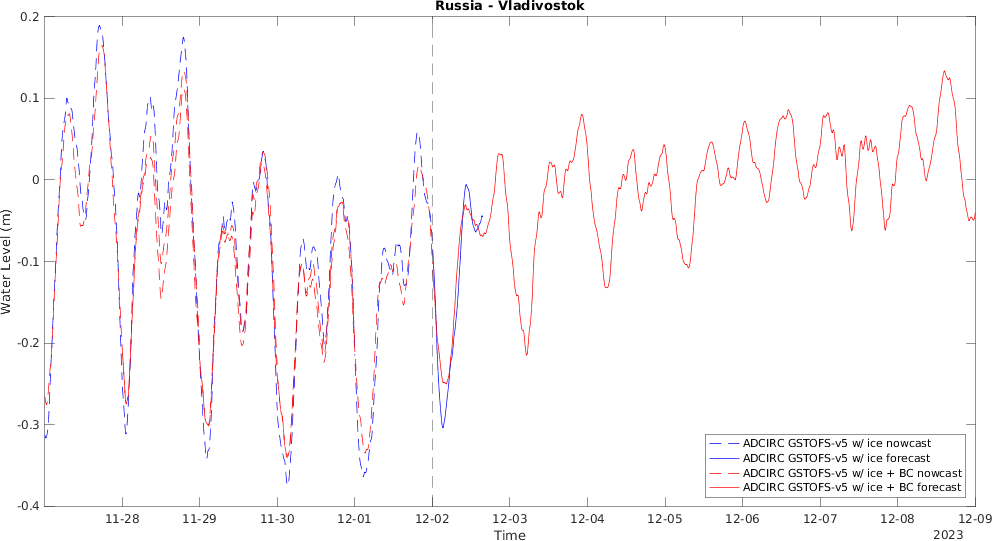 Russia - Vladivostok
Water Level (m)
0.2
0.1
0
-0.1
-0.2
-0.3
-0.4
ADCIRC GSTOFS-v5 w/ ice nowcast
ADCIRC GSTOFS-v5 w/ ice forecast
ADCIRC GSTOFS-v5 w/ ice + BC nowcast
ADCIRC GSTOFS-v5 w/ ice + BC forecast
11-28 11-29 11-30 12-01 12-02 12-03 12-04 12-05 12-06 12-07 12-08 12-09
Time
2023